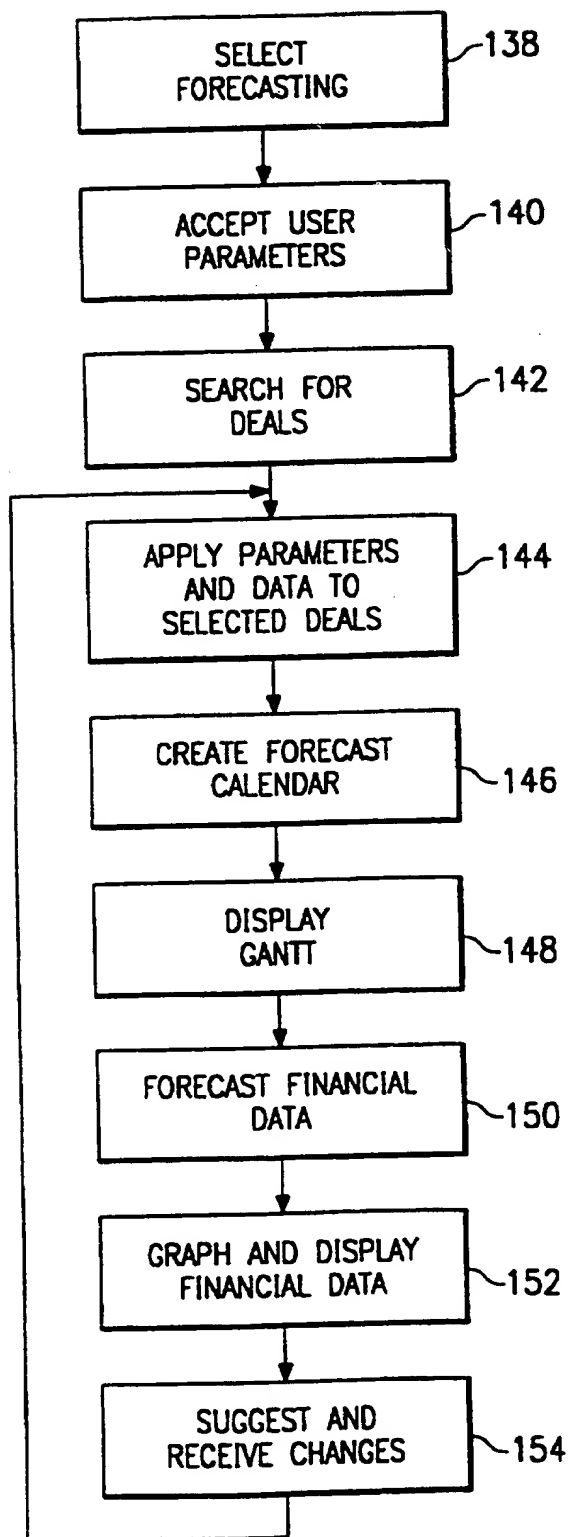 SELECT
FORECASTING
138
ACCEPT USER
PARAMETERS
140
SEARCH FOR
DEALS
142
APPLY PARAMETERS
AND DATA TO
SELECTED DEALS
144
CREATE FORECAST
CALENDAR
146
DISPLAY
GANTT
148
FORECAST FINANCIAL
DATA
150
GRAPH AND DISPLAY
FINANCIAL DATA
152
SUGGEST AND
RECEIVE CHANGES
154